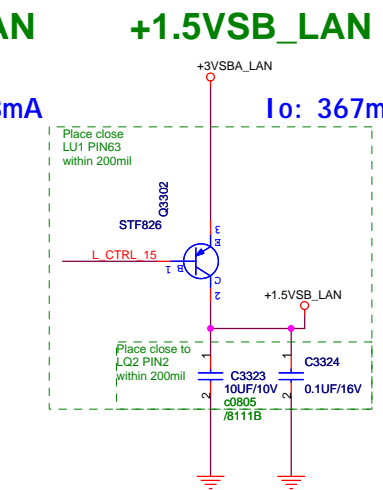 AN +1.5VSB_LAN
+3VSBA_LAN
mA Io: 367m
Place close
LU1 PIN63
within 200mil
Q3302
STF826
3
E
L_CTRL_15
1
B
C
2
+1.5VSB_LAN
Place close to
LQ2 PIN2
within 200mil
1
C3323
10UF/10V
2
c0805
/8111B
1
C3324
0.1UF/16V
2